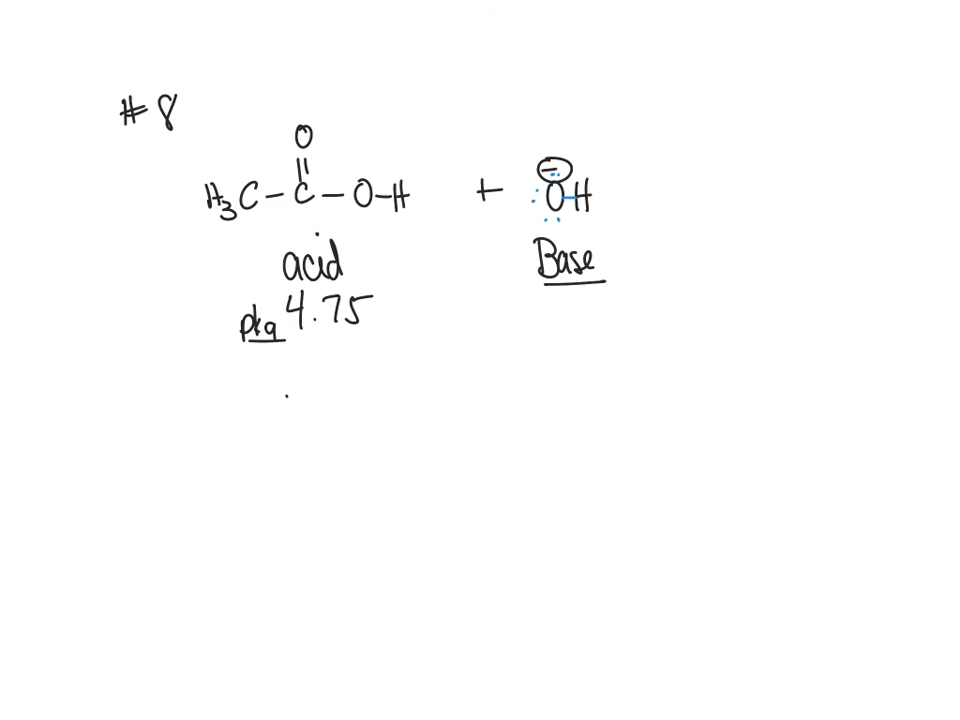 #8
O
H₃C-C-O-H + OH
acid Base
pka 4.75